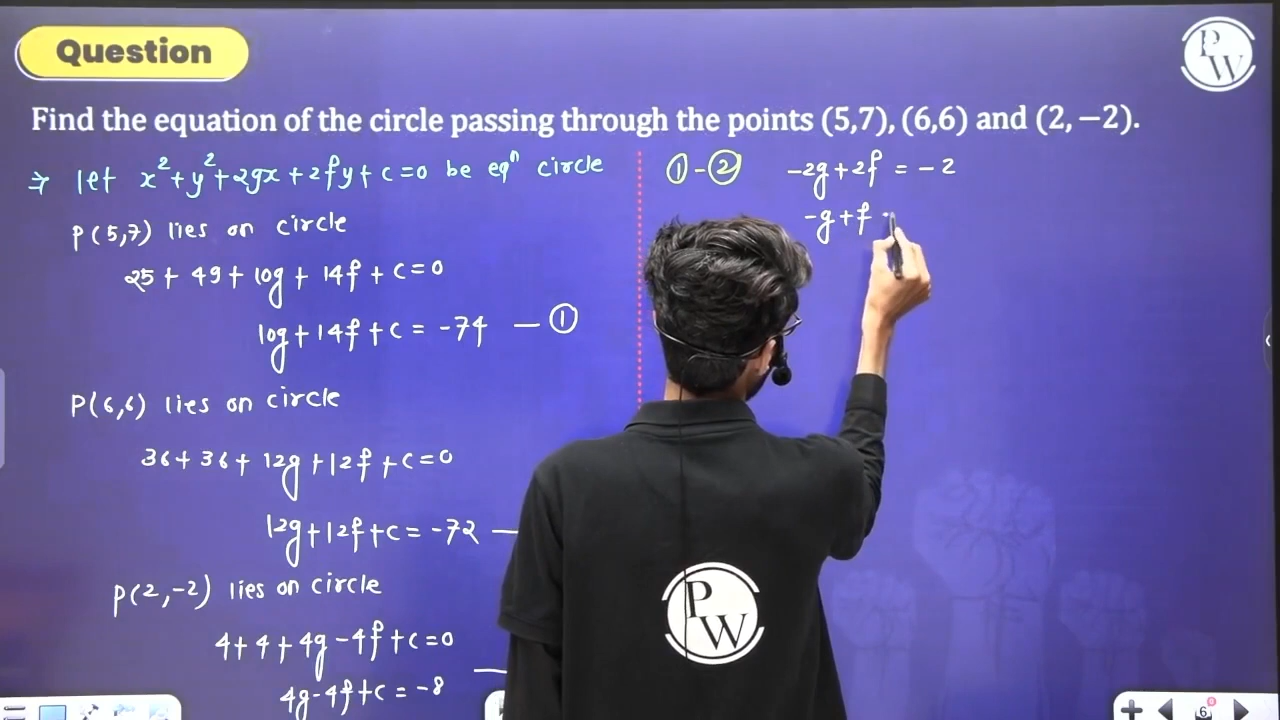 Question
PW
Find the equation of the circle passing through the points (5,7), (6,6) and (2, −2).
⇒ let x²+y²+2gx+2fy+c=0 be eqⁿ circle
P(5,7) lies on circle
25+49+10g+14f+c=0
10g+14f+c = -74 — ①
P(6,6) lies on circle
36+36+12g+12f+c=0
12g+12f+c = -72 —
P(2,-2) lies on circle
4+4+4g-4f+c=0
4g-4f+c = -8 —
①-② -2g+2f = -2
-g+f
PW
6